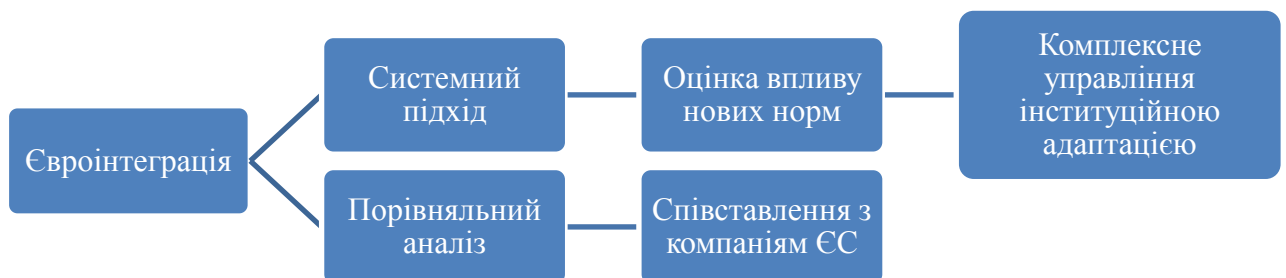 Євроінтеграція
Системний
підхід
Оцінка впливу
нових норм
Комплексне
управління
інституційною
адаптацією
Порівняльний
аналіз
Співставлення з
компаніям ЄС